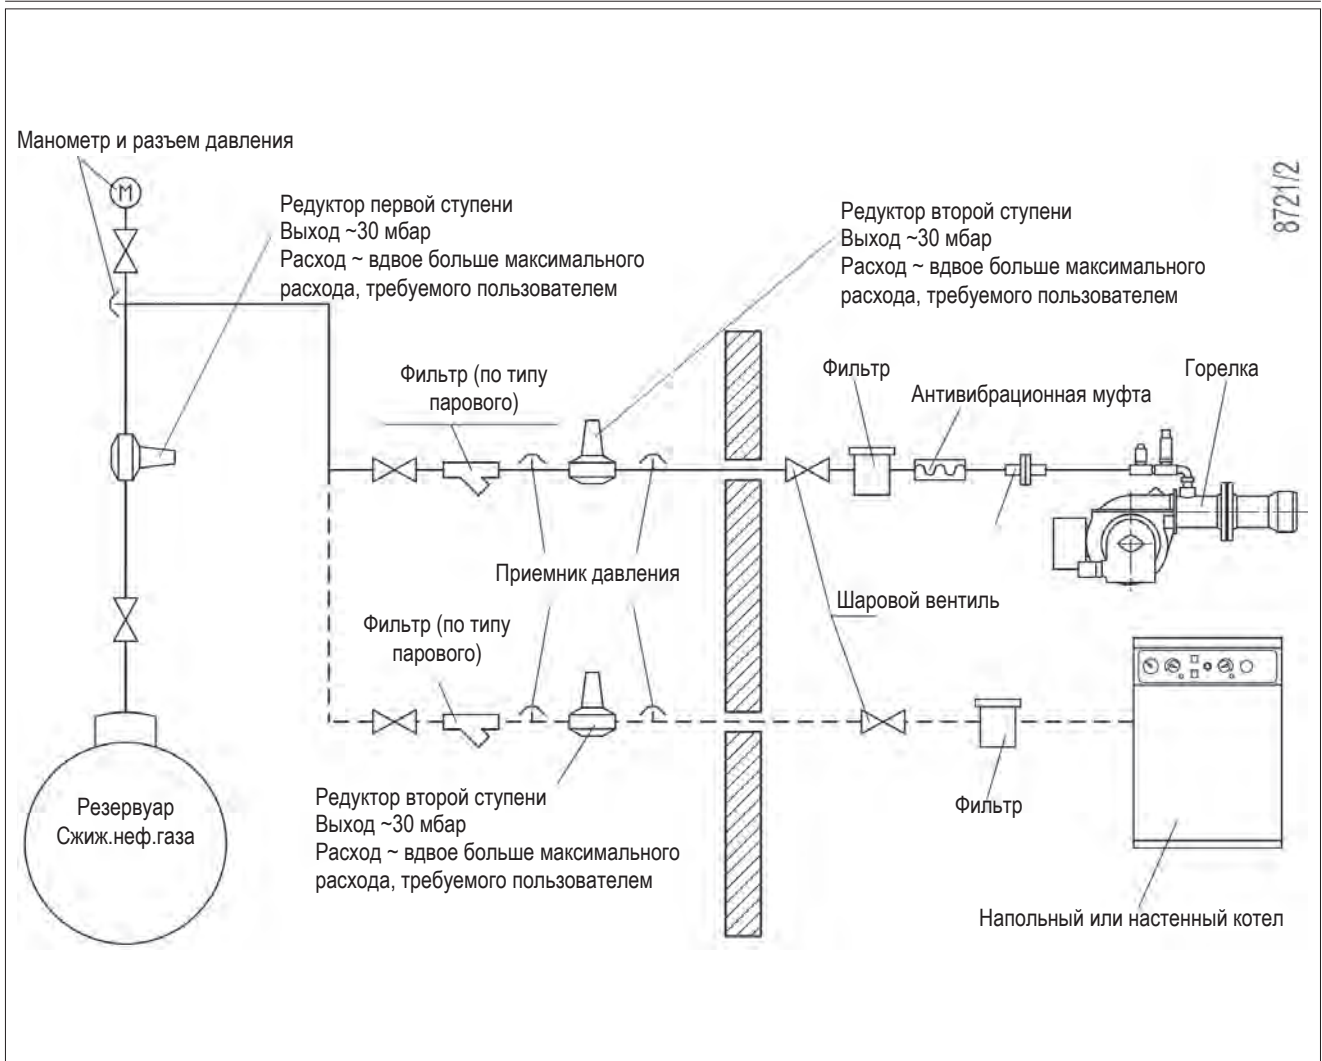 Манометр и разъем давления
M
8721/2
Редуктор первой ступени
Выход ~30 мбар
Расход ~ вдвое больше максимального
расхода, требуемого пользователем
Редуктор второй ступени
Выход ~30 мбар
Расход ~ вдвое больше максимального
расхода, требуемого пользователем
Фильтр (по типу
парового)
Фильтр
Антивибрационная муфта
Горелка
Приемник давления
Шаровой вентиль
Фильтр (по типу
парового)
Резервуар
Сжиж.неф.газа
Редуктор второй ступени
Выход ~30 мбар
Расход ~ вдвое больше максимального
расхода, требуемого пользователем
Фильтр
Напольный или настенный котел